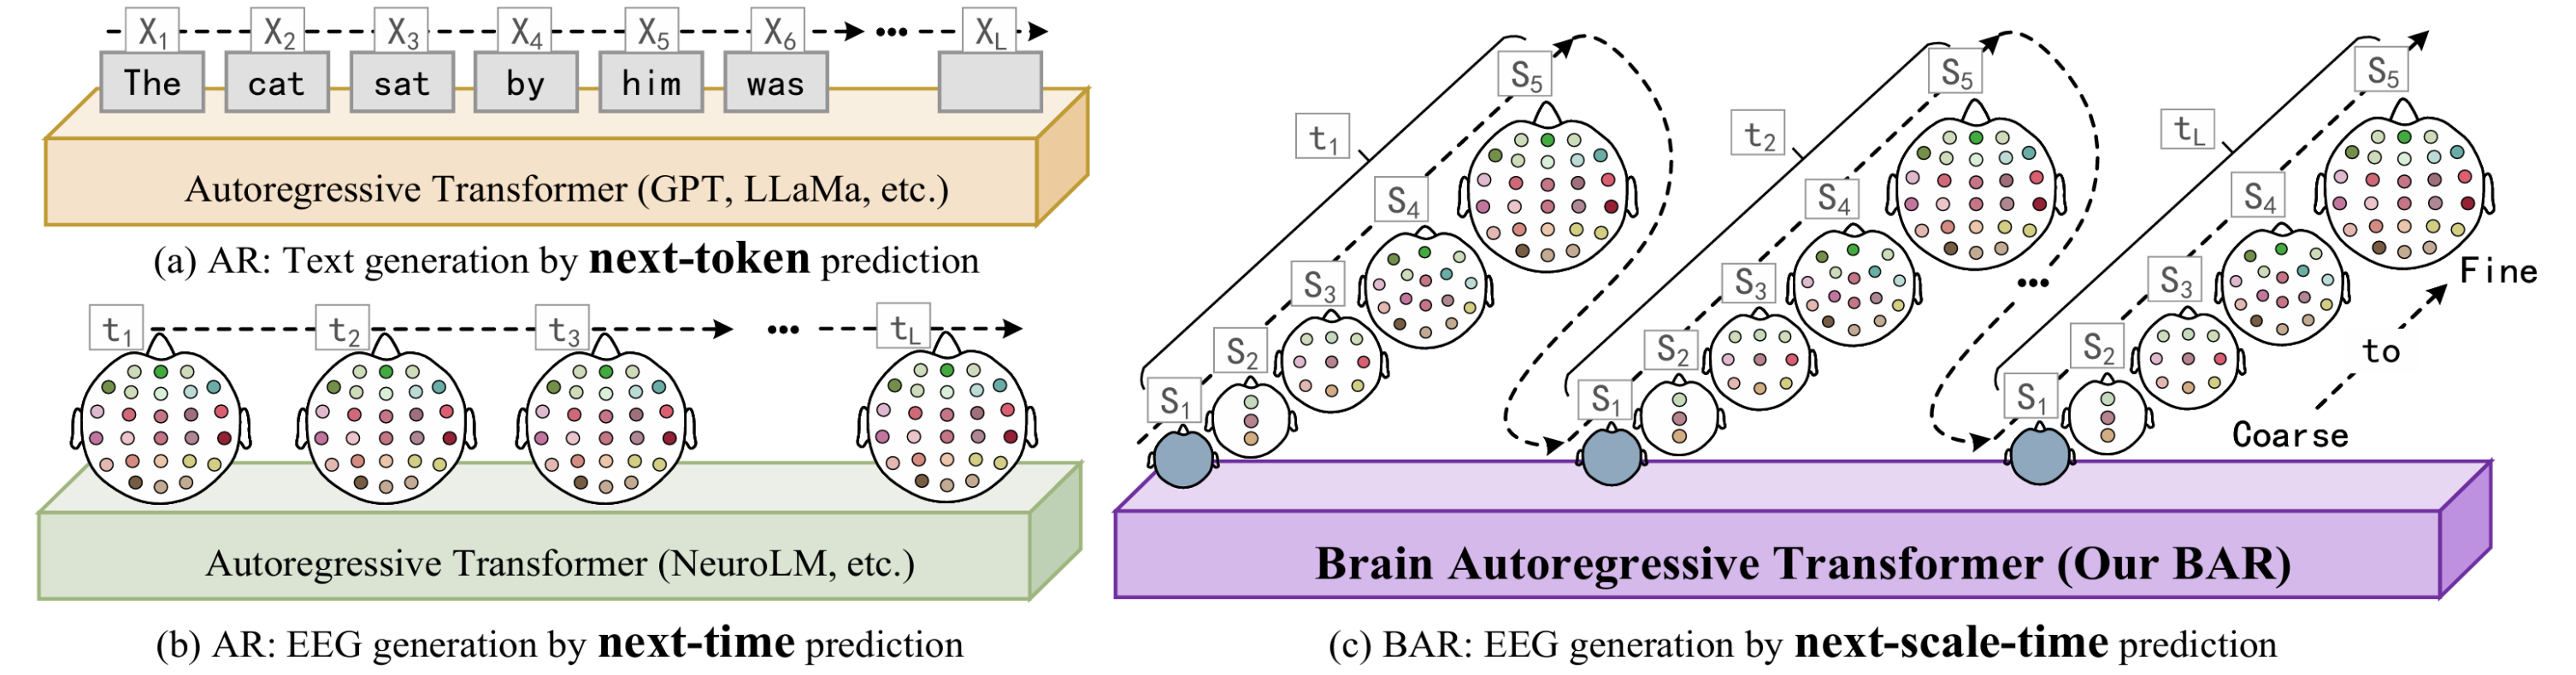 X₁ X₂ X₃ X₄ X₅ X₆ ••• X_L
The cat sat by him was
Autoregressive Transformer (GPT, LLaMa, etc.)
(a) AR: Text generation by next-token prediction
t₁ t₂ t₃ ••• t_L
Autoregressive Transformer (NeuroLM, etc.)
(b) AR: EEG generation by next-time prediction
t₁
S₁
S₂
S₃
S₄
S₅
t₂
S₁
S₂
S₃
S₄
S₅
•••
t_L
S₁
S₂
S₃
S₄
S₅
Coarse
to
Fine
Brain Autoregressive Transformer (Our BAR)
(c) BAR: EEG generation by next-scale-time prediction